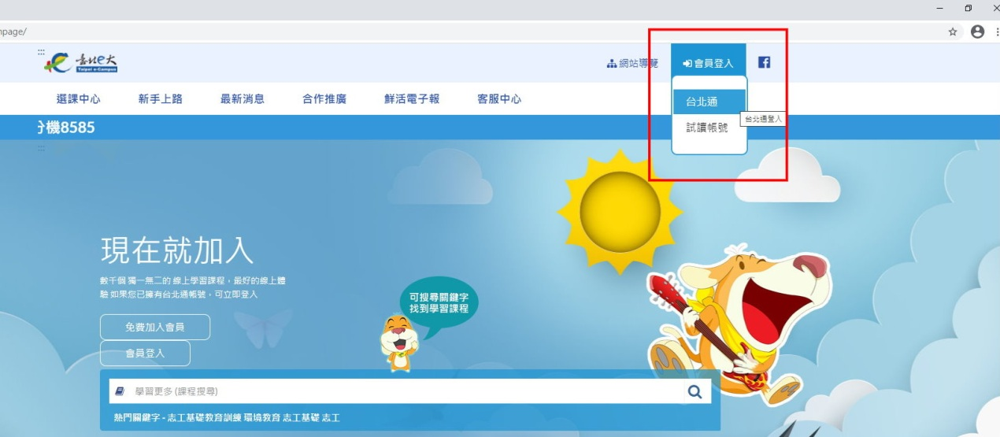 npage/
臺北e大
Taipei e-Campus
網站導覽
會員登入
台北通
台北通登入
試讀帳號
選課中心
新手上路
最新消息
合作推廣
鮮活電子報
客服中心
分機8585
現在就加入
數千個 獨一無二的 線上學習課程，最好的線上體
驗 如果您已擁有台北通帳號，可立即登入
免費加入會員
會員登入
可搜尋關鍵字
找到學習課程
學習更多 (課程搜尋)
熱門關鍵字 - 志工基礎教育訓練 環境教育 志工基礎 志工